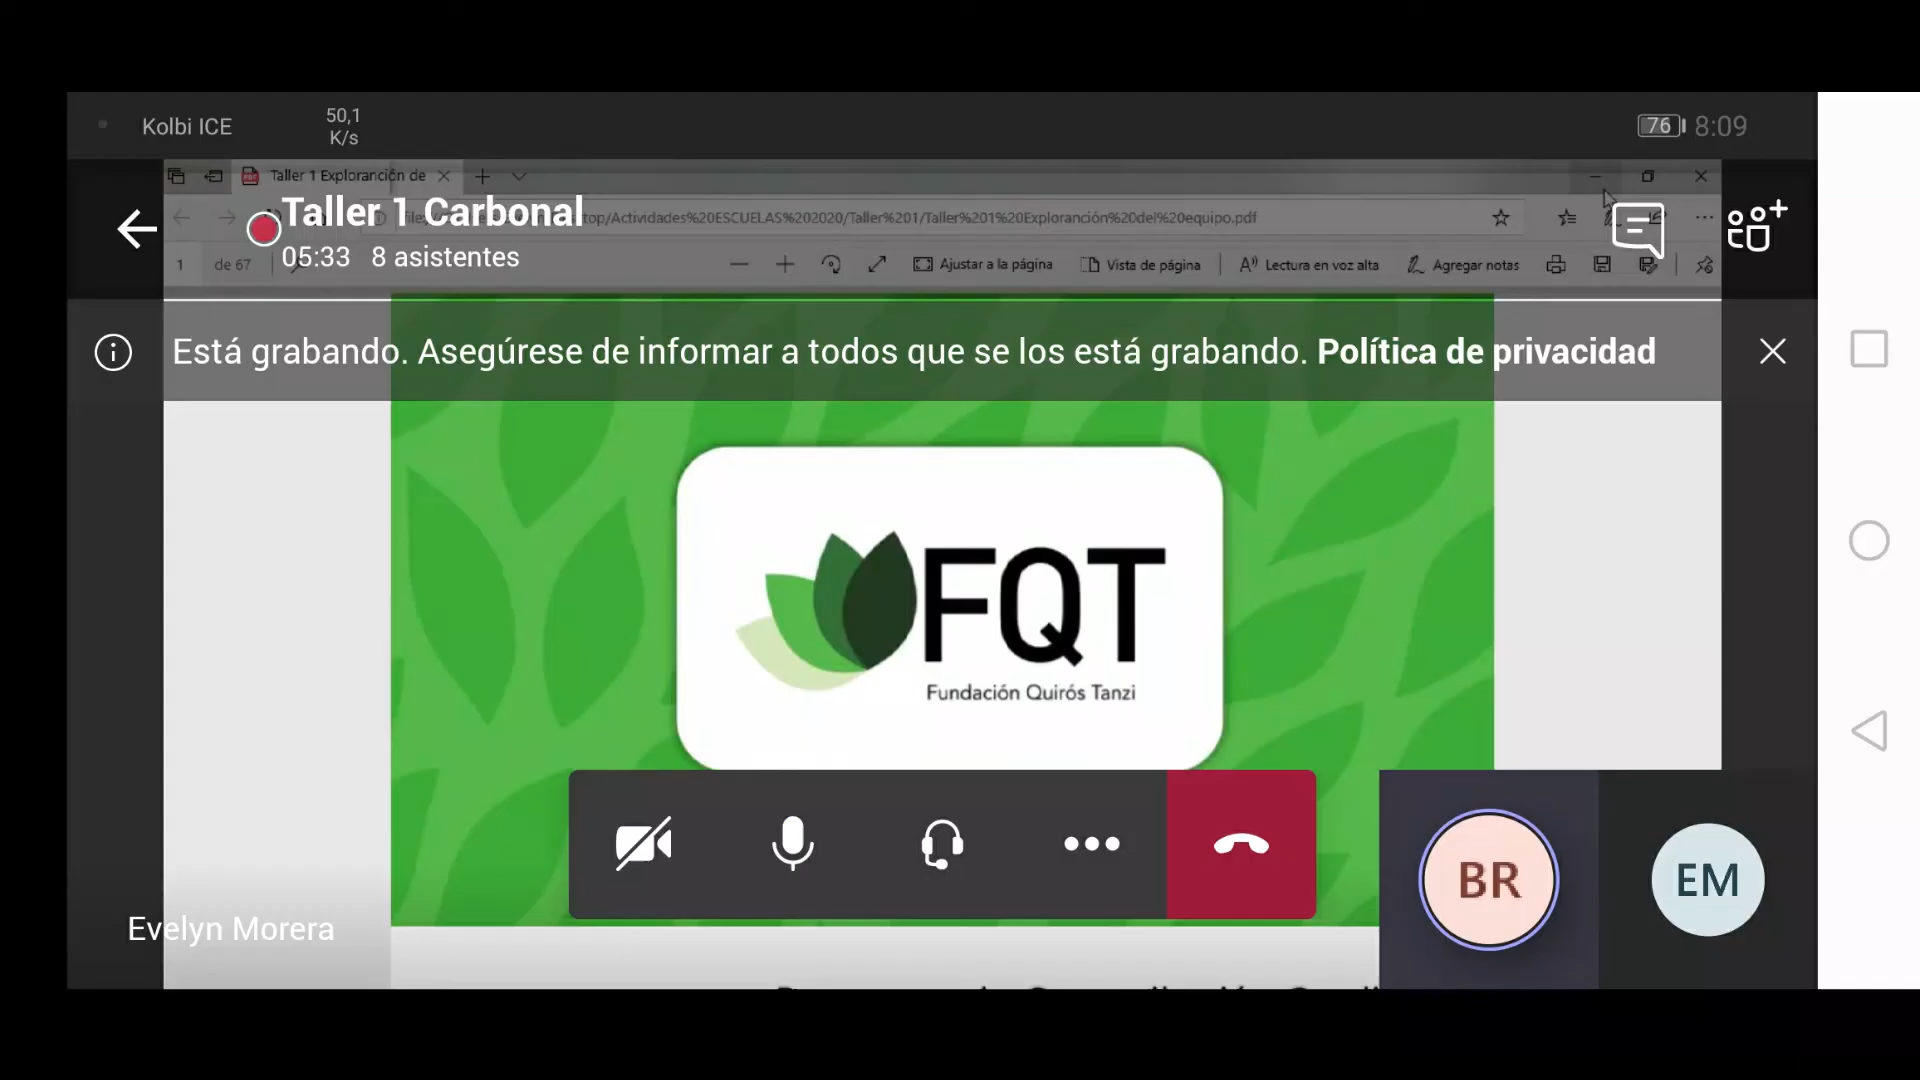 Kolbi ICE
50,1
K/s
76
8:09
Taller 1 Exploranción de
Taller 1 Carbonal
top/Actividades%20ESCUELAS%202020/Taller%201/Taller%201%20Exploranción%20del%20equipo.pdf
05:33 8 asistentes
1 de 67
Ajustar a la página
Vista de página
Lectura en voz alta
Agregar notas
Está grabando. Asegúrese de informar a todos que se los está grabando. Política de privacidad
FQT
Fundación Quirós Tanzi
BR
EM
Evelyn Morera